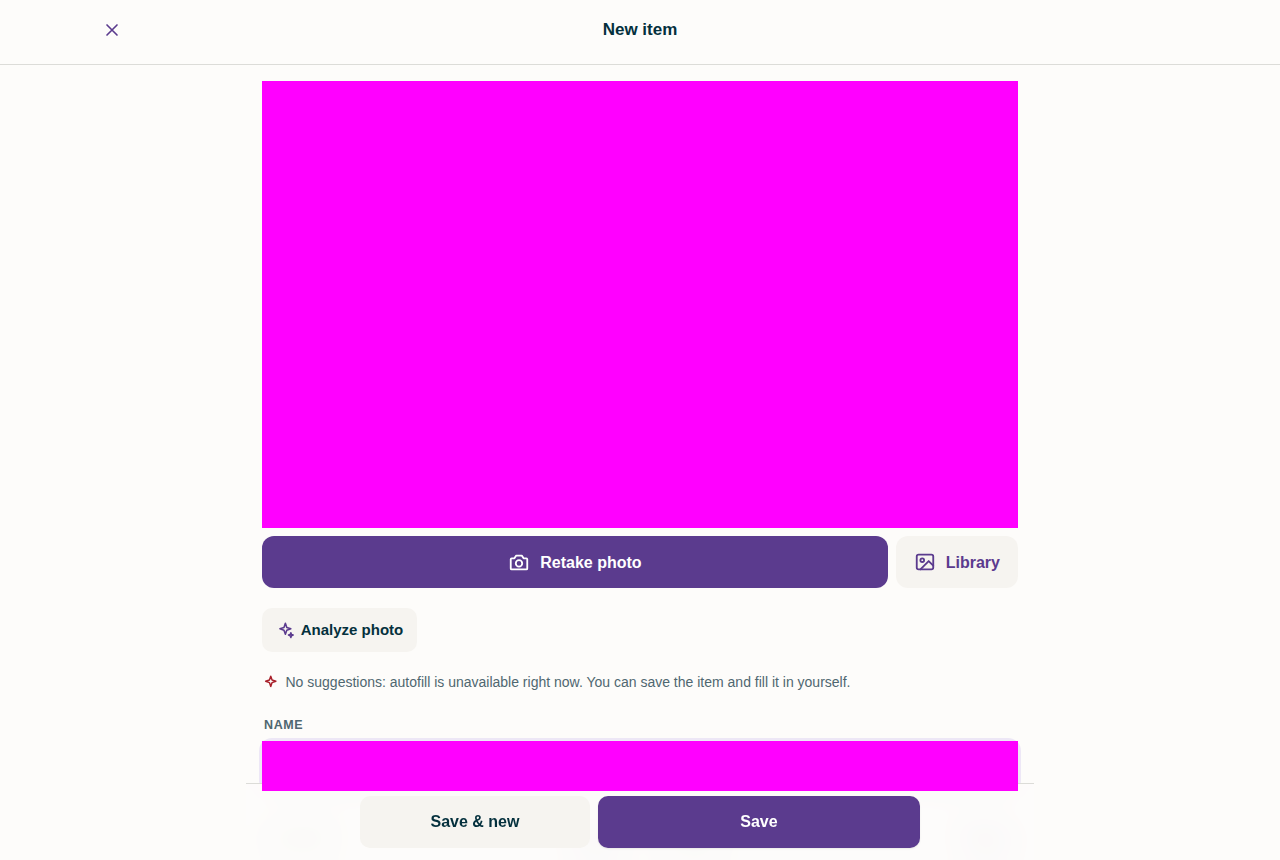 New item
Retake photo
Library
Analyze photo
No suggestions: autofill is unavailable right now. You can save the item and fill it in yourself.
NAME
Save & new
Save